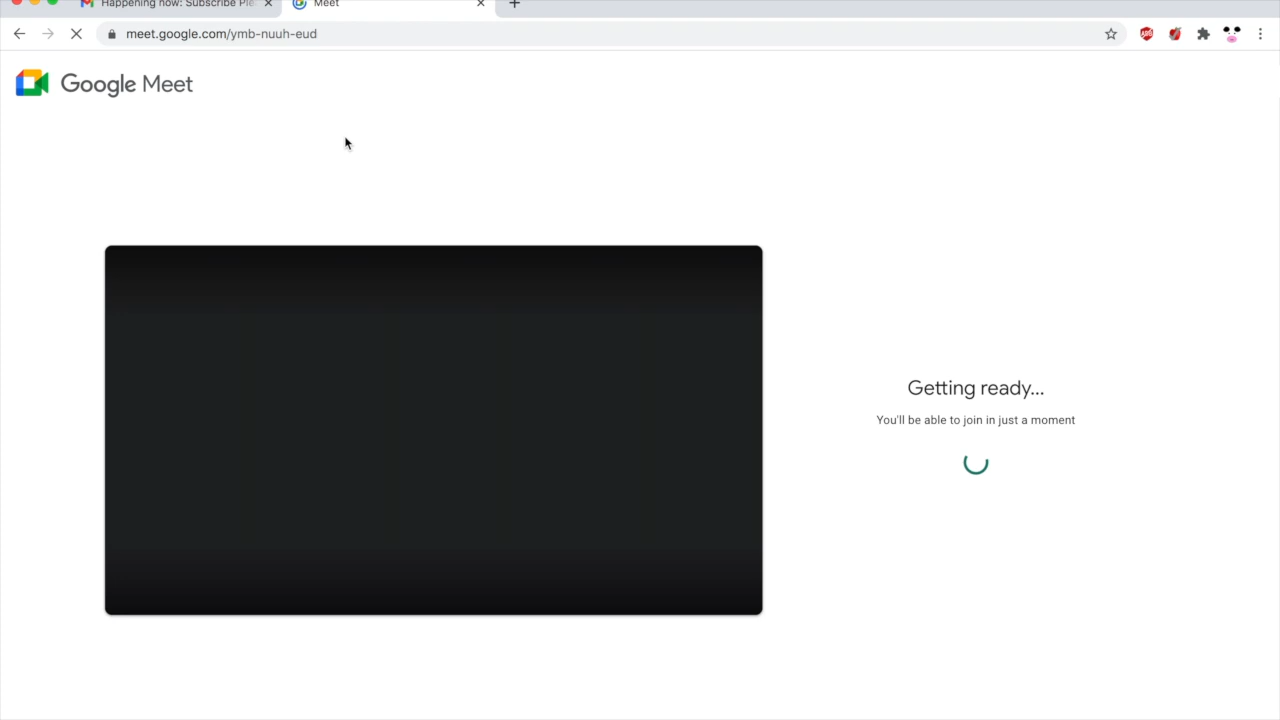 Happening now: Subscribe Ple
Meet
meet.google.com/ymb-nuuh-eud
ABP
Google Meet
Getting ready...
You'll be able to join in just a moment